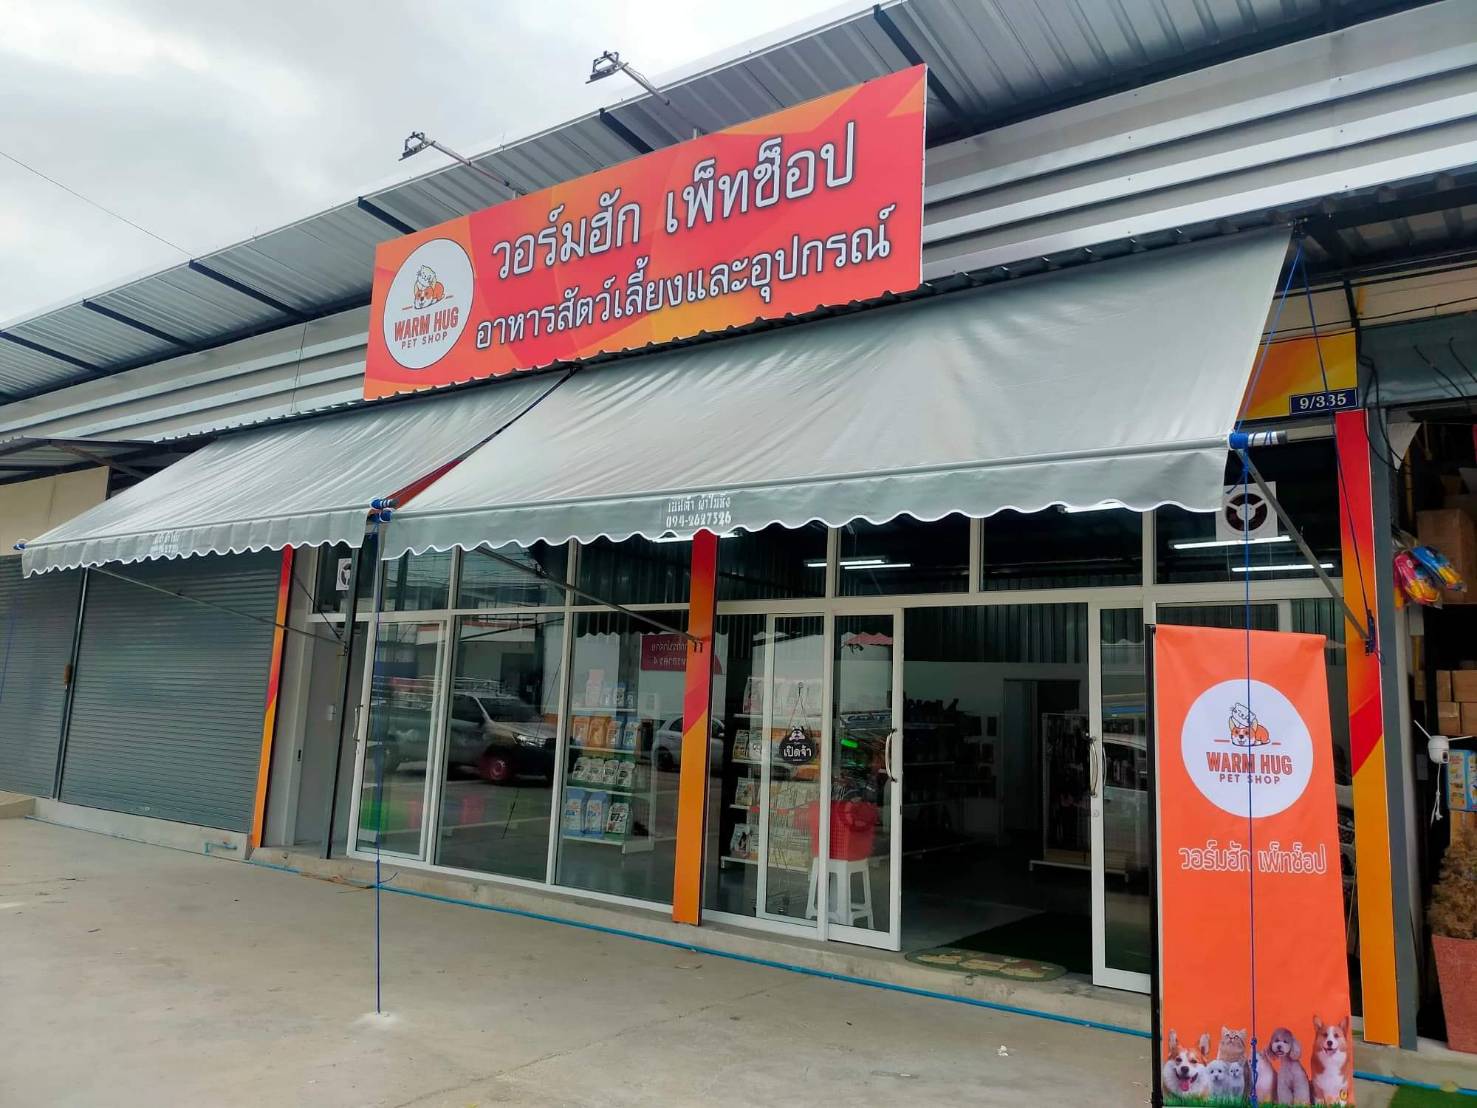 วอร์มฮัก เพ็ทช็อป
อาหารสัตว์เลี้ยงและอุปกรณ์
WARM HUG
PET SHOP
9/335
094-2627326
เปิดจ้า
WARM HUG
PET SHOP
วอร์มฮัก เพ็ทช็อป